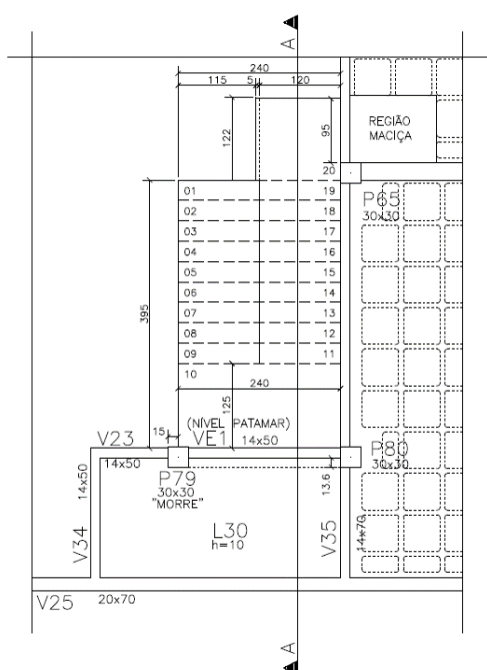 A
240
115 5 120
122
95
REGIÃO
MACIÇA
20
P65
30x30
01 19
02 18
03 17
04 16
05 15
06 14
07 13
08 12
09 11
10
395
240
125
(NÍVEL PATAMAR)
15
V23
14x50
VE1
14x50
P80
30x30
P79
30x30
"MORRE"
13.6
14x50
V34
L30
h=10
V35
14x70
V25 20x70
A